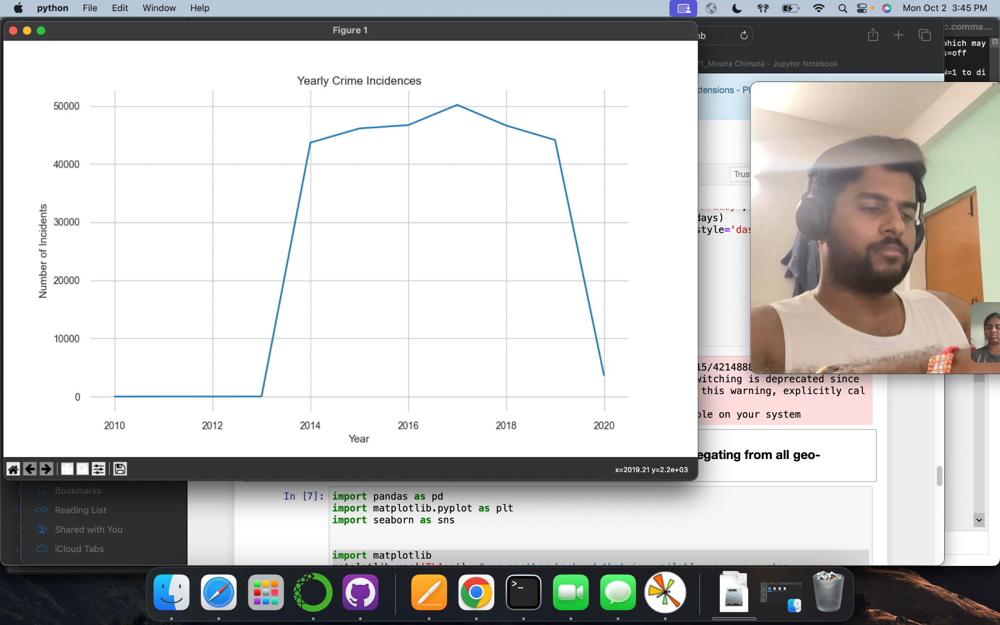 python File Edit Window Help
Mon Oct 2 3:45 PM
Figure 1
Yearly Crime Incidences
50000
40000
30000
20000
10000
0
Number of Incidents
2010 2012 2014 2016 2018 2020
Year
x=2019.21 y=2.2e+03
c.comma...
which may
s=off
N=1 to di
1_Mouna Chimata - Jupyter Notebook
tensions - Pl
days)
style='das
15/4214888
witching is deprecated since
this warning, explicitly cal
ble on your system
egating from all geo-
Bookmarks
Reading List
Shared with You
iCloud Tabs
In [7]:
import pandas as pd
import matplotlib.pyplot as plt
import seaborn as sns
import matplotlib